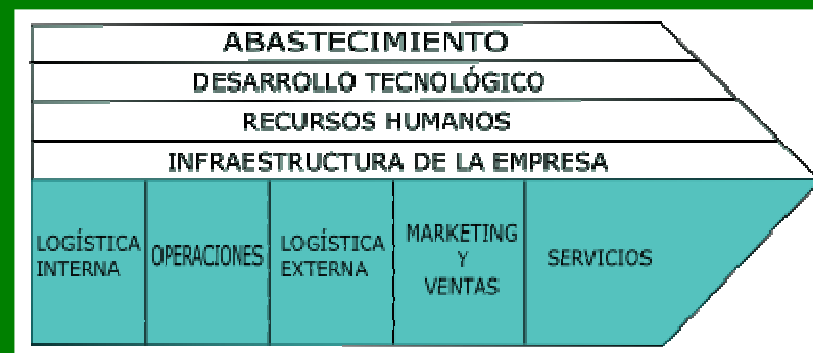 ABASTECIMIENTO
DESARROLLO TECNOLÓGICO
RECURSOS HUMANOS
INFRAESTRUCTURA DE LA EMPRESA
LOGÍSTICA
INTERNA
OPERACIONES
LOGÍSTICA
EXTERNA
MARKETING
Y
VENTAS
SERVICIOS